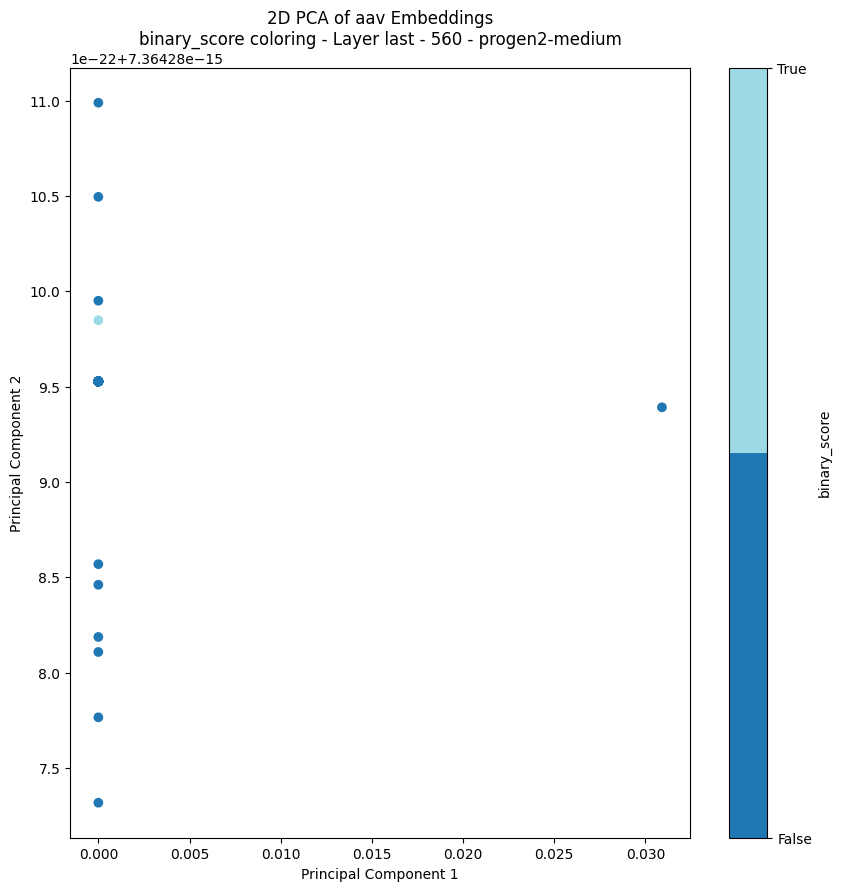 2D PCA of aav Embeddings
binary_score coloring - Layer last - 560 - progen2-medium
1e−22+7.36428e−15
11.0
10.5
10.0
9.5
9.0
8.5
8.0
7.5
Principal Component 2
0.000
0.005
0.010
0.015
0.020
0.025
0.030
Principal Component 1
True
False
binary_score